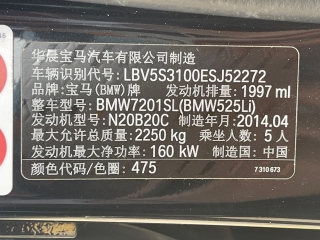 华晨宝马汽车有限公司制造
车辆识别代号: LBV5S3100ESJ52272
品牌: 宝马(BMW)牌 发动机排量: 1997 ml
整车型号: BMW7201SL(BMW525Li)
发动机型号: N20B20C 制造年月: 2014.04
最大允许总质量: 2250 kg 乘坐人数: 5人
发动机最大净功率: 160 kW 制造国: 中国
颜色代码/色圈: 475
7310673